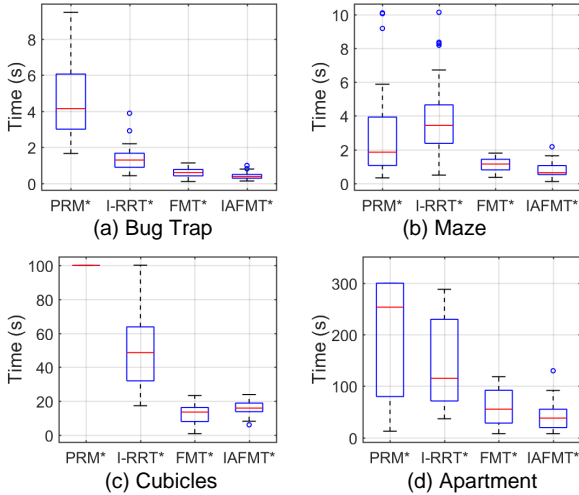 Time (s)
8
6
4
2
0
PRM* I-RRT* FMT* IAFMT*
(a) Bug Trap
Time (s)
10
8
6
4
2
0
PRM* I-RRT* FMT* IAFMT*
(b) Maze
Time (s)
100
80
60
40
20
0
PRM* I-RRT* FMT* IAFMT*
(c) Cubicles
Time (s)
300
200
100
0
PRM* I-RRT* FMT* IAFMT*
(d) Apartment